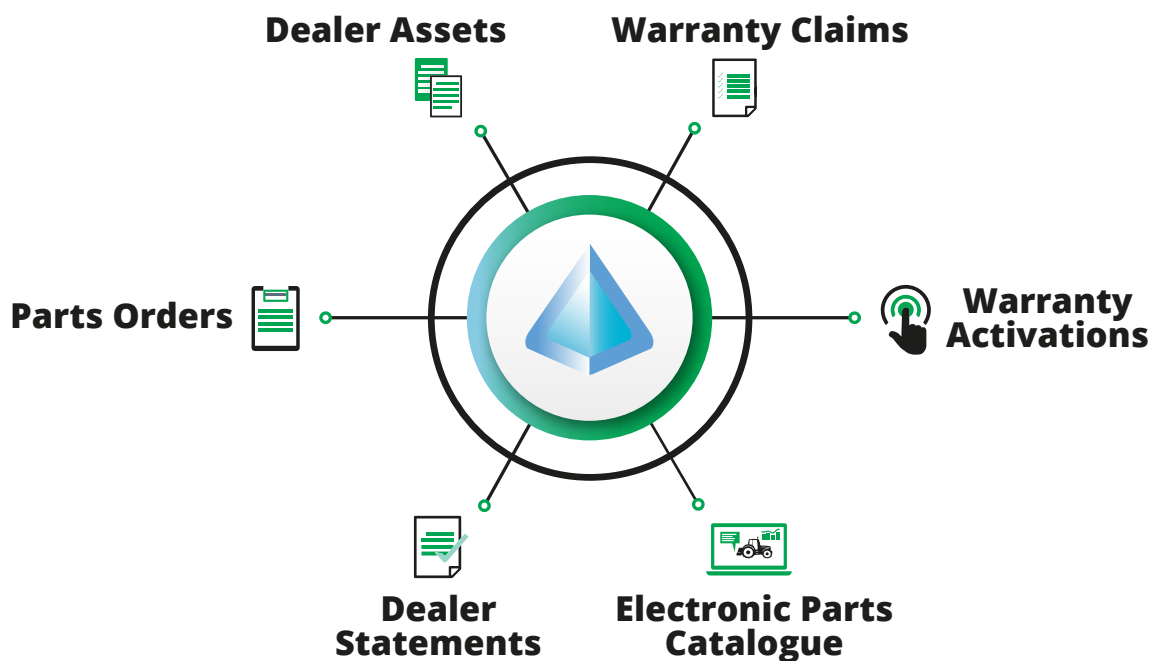 Dealer Assets
Warranty Claims
Parts Orders
Warranty
Activations
Dealer
Statements
Electronic Parts
Catalogue